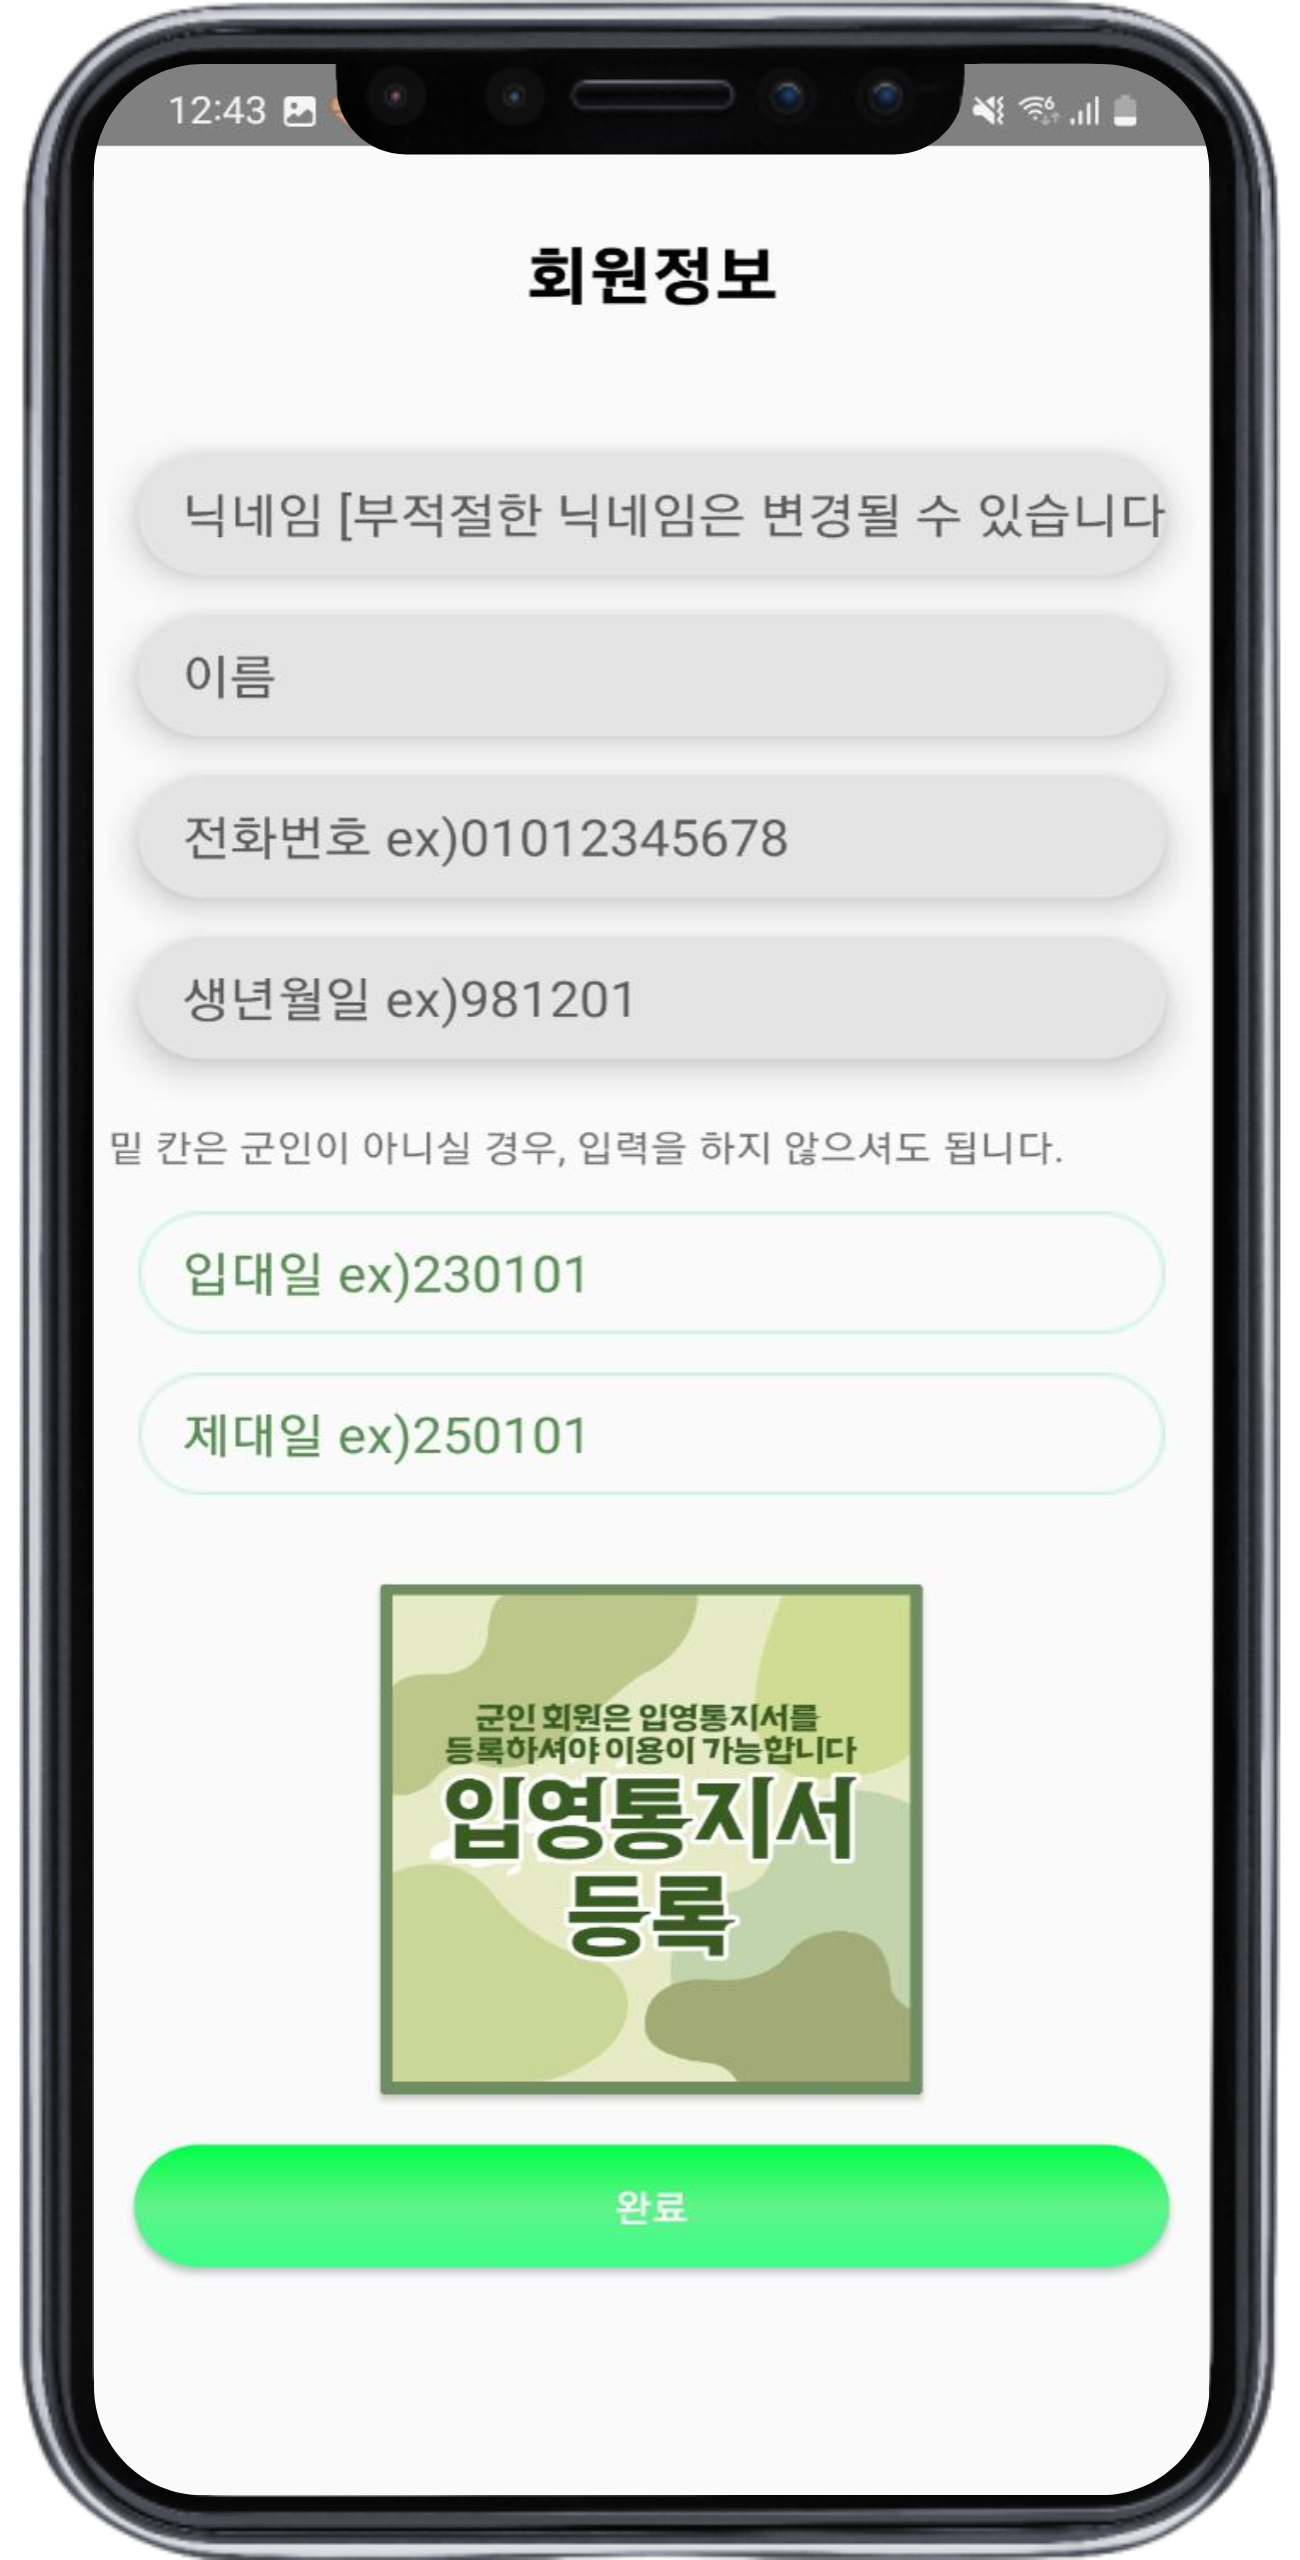 12:43
회원정보
닉네임 [부적절한 닉네임은 변경될 수 있습니다
이름
전화번호 ex)01012345678
생년월일 ex)981201
밑 칸은 군인이 아니실 경우, 입력을 하지 않으셔도 됩니다.
입대일 ex)230101
제대일 ex)250101
군인 회원은 입영통지서를
등록하셔야 이용이 가능합니다
입영통지서
등록
완료